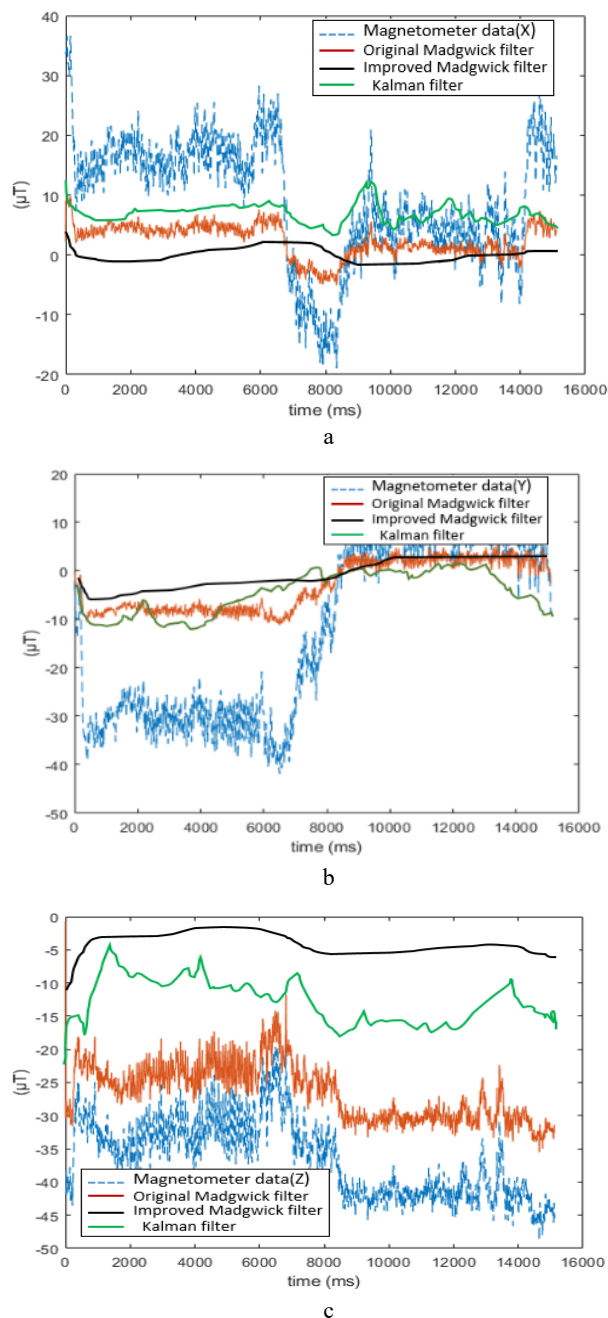 Magnetometer data(X)
Original Madgwick filter
Improved Madgwick filter
Kalman filter
40
30
20
10
0
-10
-20
(µT)
0 2000 4000 6000 8000 10000 12000 14000 16000
time (ms)
a
Magnetometer data(Y)
Original Madgwick filter
Improved Madgwick filter
Kalman filter
20
10
0
-10
-20
-30
-40
-50
(µT)
0 2000 4000 6000 8000 10000 12000 14000 16000
time (ms)
b
0
-5
-10
-15
-20
-25
-30
-35
-40
-45
-50
(µT)
Magnetometer data(Z)
Original Madgwick filter
Improved Madgwick filter
Kalman filter
0 2000 4000 6000 8000 10000 12000 14000 16000
time (ms)
c